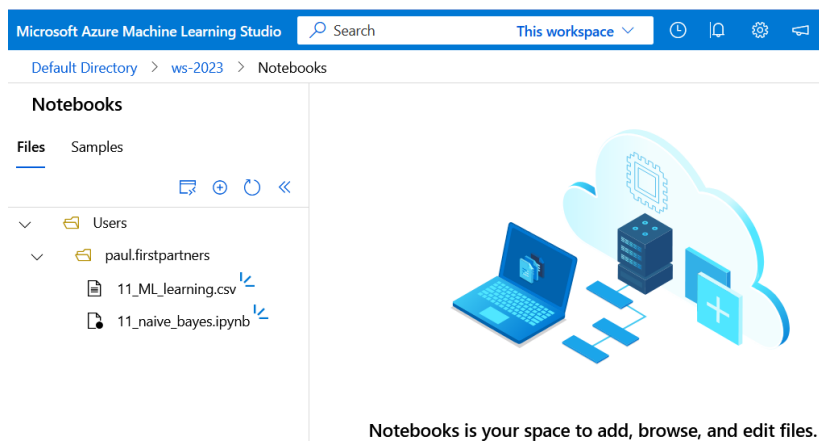 Microsoft Azure Machine Learning Studio Search This workspace
Default Directory > ws-2023 > Notebooks
Notebooks
Files Samples
Users
paul.firstpartners
11_ML_learning.csv
11_naive_bayes.ipynb
Notebooks is your space to add, browse, and edit files.